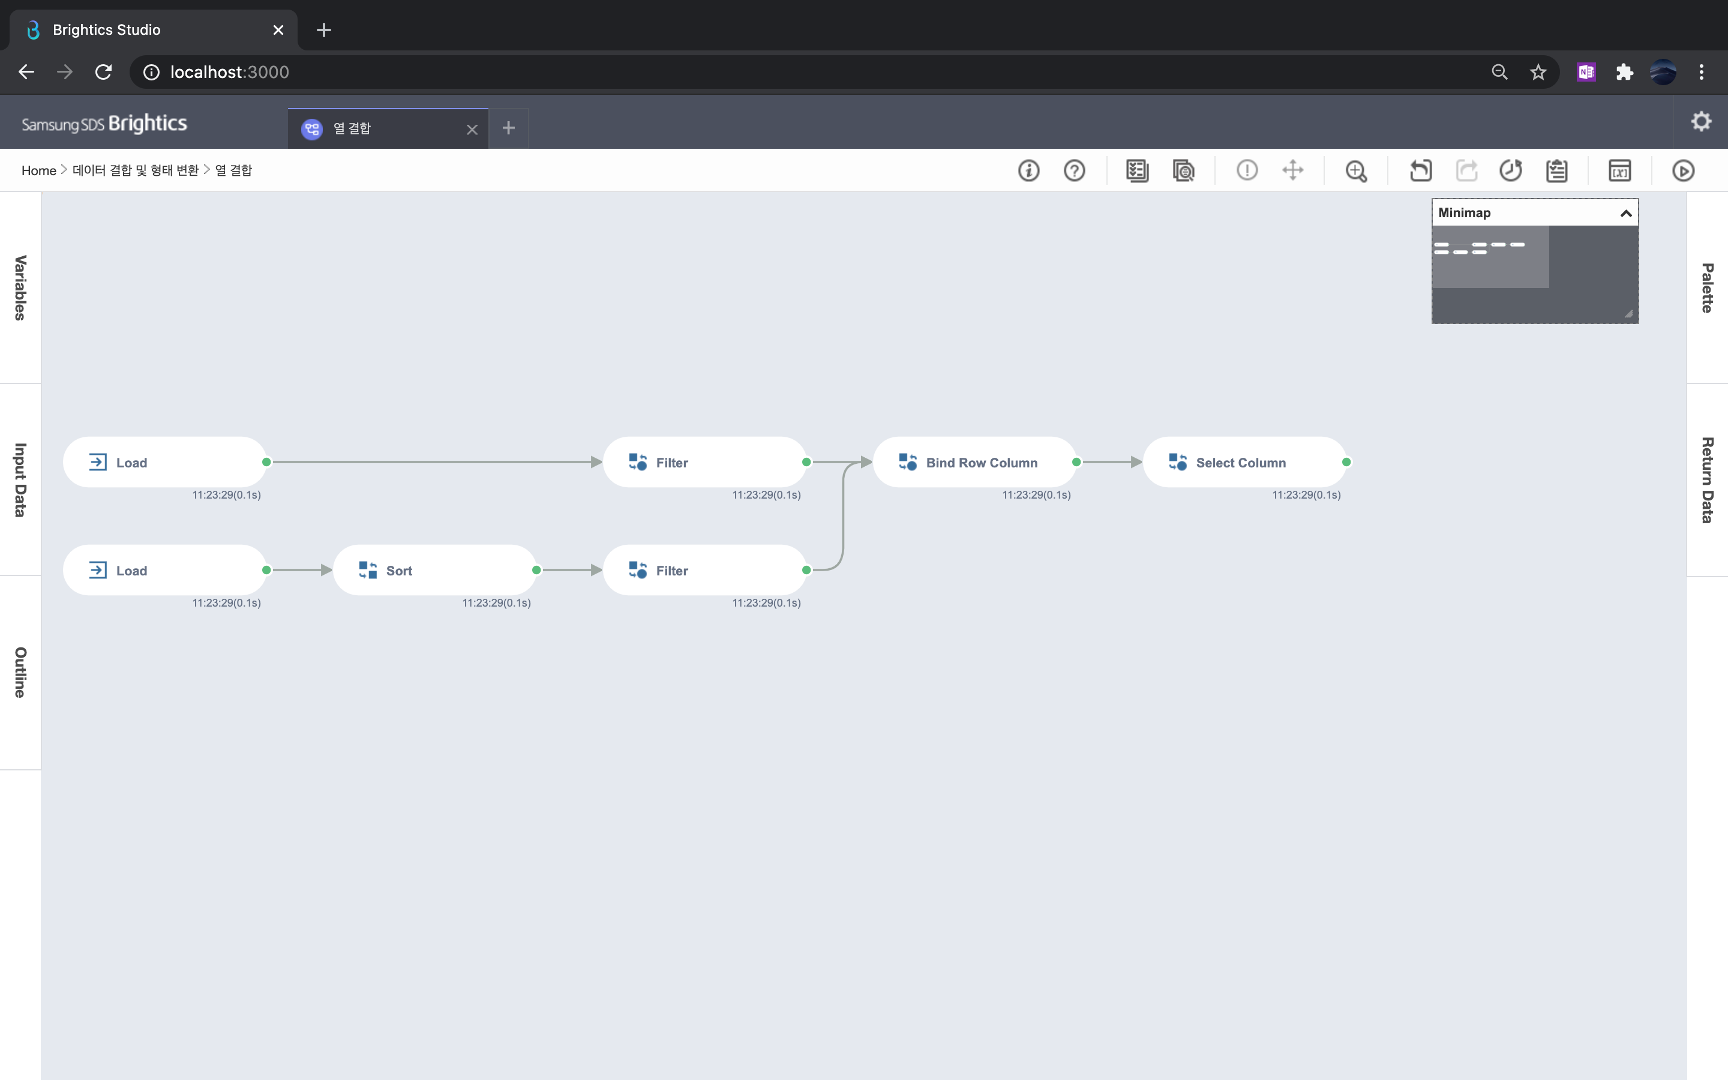 Brightics Studio
localhost:3000
Samsung SDS Brightics
열 결합
Home > 데이터 결합 및 형태 변환 > 열 결합
Minimap
Variables
Input Data
Outline
Palette
Return Data
Load
11:23:29(0.1s)
Filter
11:23:29(0.1s)
Bind Row Column
11:23:29(0.1s)
Select Column
11:23:29(0.1s)
Load
11:23:29(0.1s)
Sort
11:23:29(0.1s)
Filter
11:23:29(0.1s)